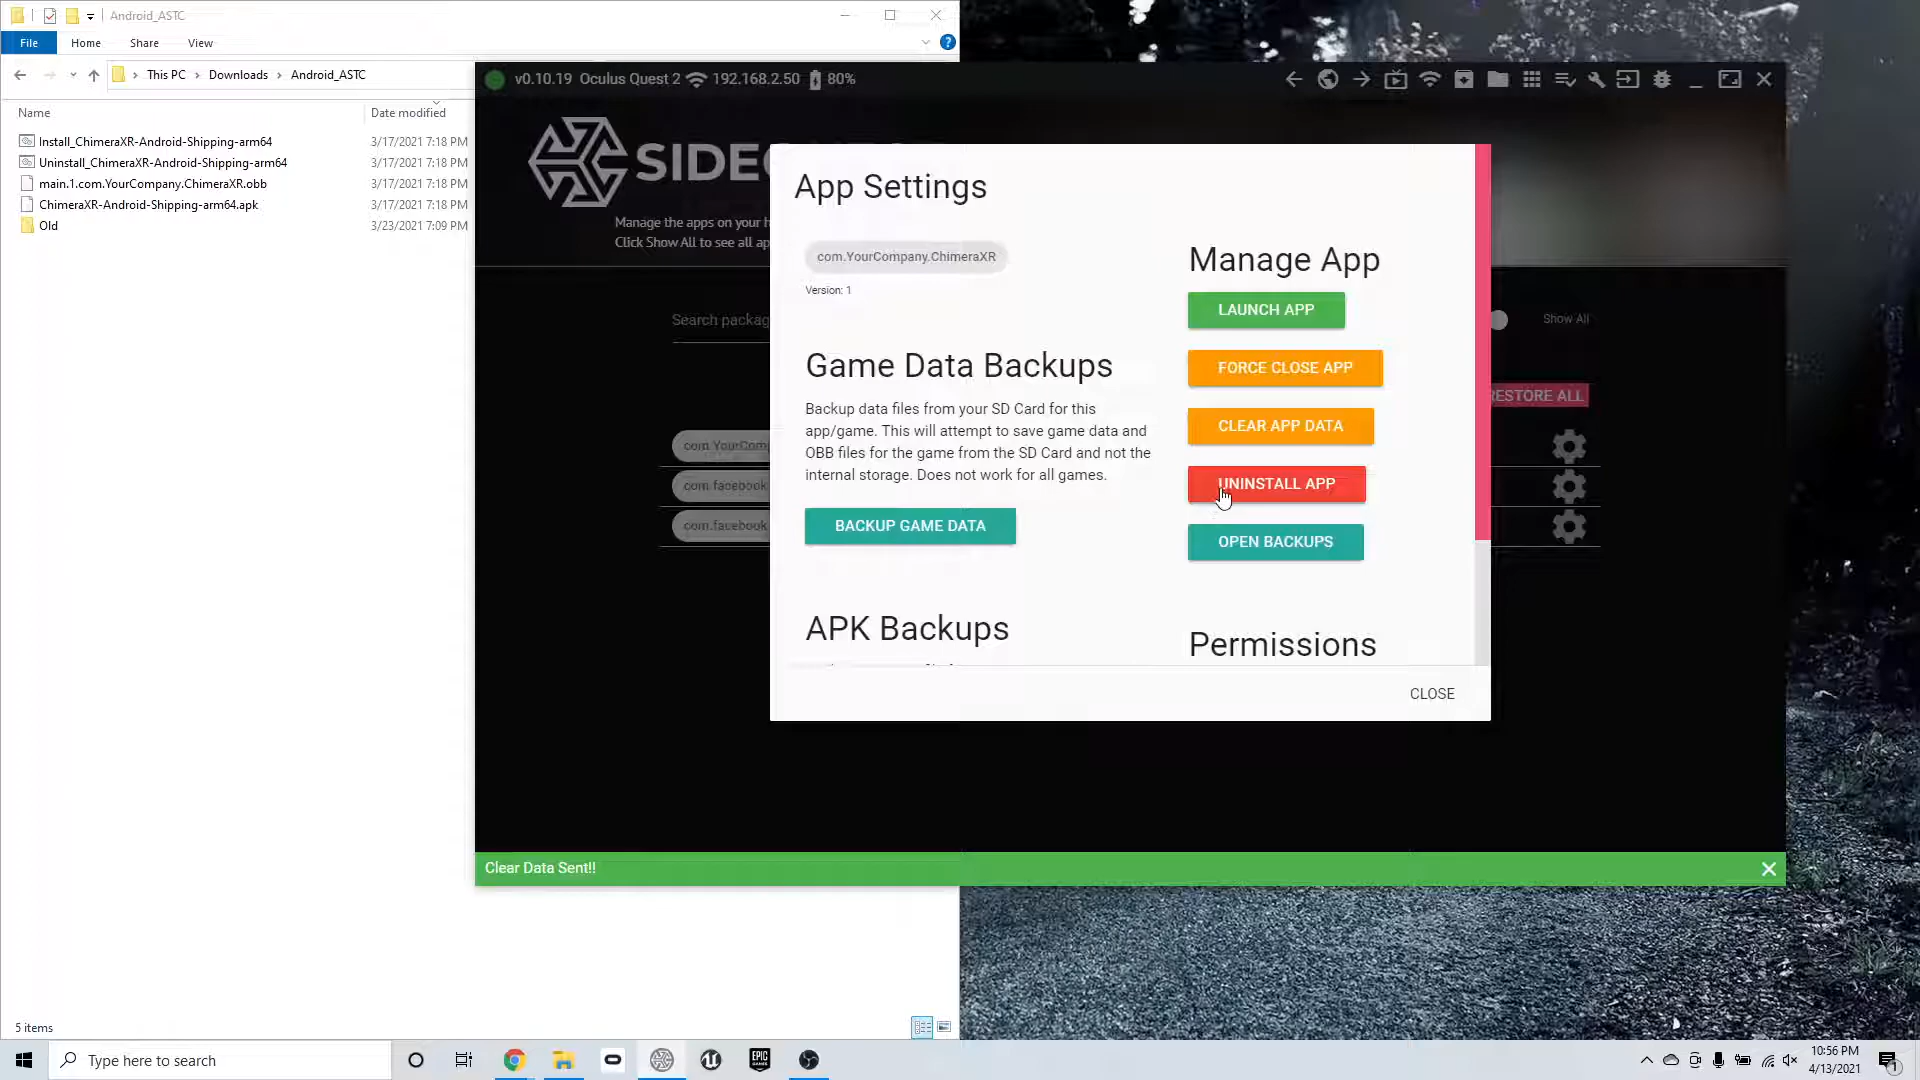 Android_ASTC
File
Home
Share
View
This PC
Downloads
Android_ASTC
Name
Date modified
Install_ChimeraXR-Android-Shipping-arm64
3/17/2021 7:18 PM
Uninstall_ChimeraXR-Android-Shipping-arm64
3/17/2021 7:18 PM
main.1.com.YourCompany.ChimeraXR.obb
3/17/2021 7:18 PM
ChimeraXR-Android-Shipping-arm64.apk
3/17/2021 7:18 PM
Old
3/23/2021 7:09 PM
5 items
v0.10.19 Oculus Quest 2
192.168.2.50
80%
Manage the apps on your h
Click Show All to see all ap
Search packag
Show All
RESTORE ALL
com.YourComp
com.facebook
com.facebook
App Settings
com.YourCompany.ChimeraXR
Version: 1
Game Data Backups
Backup data files from your SD Card for this
app/game. This will attempt to save game data and
OBB files for the game from the SD Card and not the
internal storage. Does not work for all games.
BACKUP GAME DATA
APK Backups
Manage App
LAUNCH APP
FORCE CLOSE APP
CLEAR APP DATA
UNINSTALL APP
OPEN BACKUPS
Permissions
CLOSE
Clear Data Sent!!
Type here to search
EPIC
GAMES
10:56 PM
4/13/2021
1